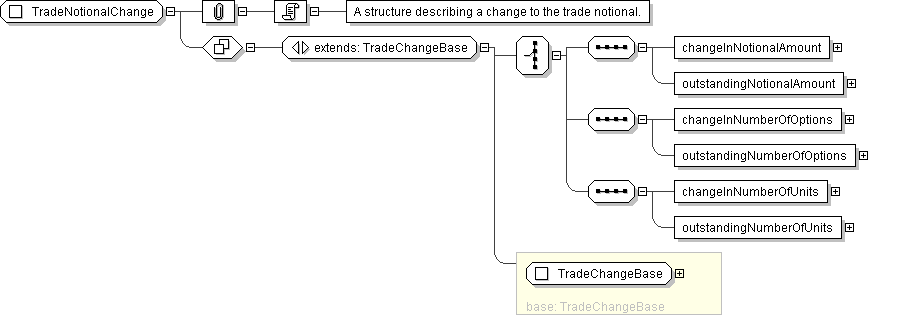 TradeNotionalChange
A structure describing a change to the trade notional.
extends: TradeChangeBase
changeInNotionalAmount
outstandingNotionalAmount
changeInNumberOfOptions
outstandingNumberOfOptions
changeInNumberOfUnits
outstandingNumberOfUnits
TradeChangeBase
base: TradeChangeBase